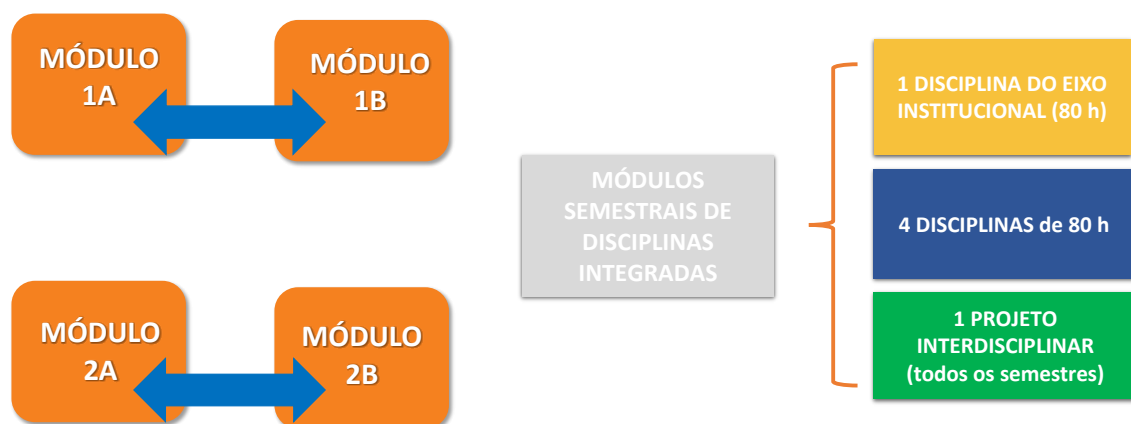 MÓDULO
1A
MÓDULO
1B
MÓDULO
2A
MÓDULO
2B
MÓDULOS
SEMESTRAIS DE
DISCIPLINAS
INTEGRADAS
1 DISCIPLINA DO EIXO
INSTITUCIONAL (80 h)
4 DISCIPLINAS de 80 h
1 PROJETO
INTERDISCIPLINAR
(todos os semestres)